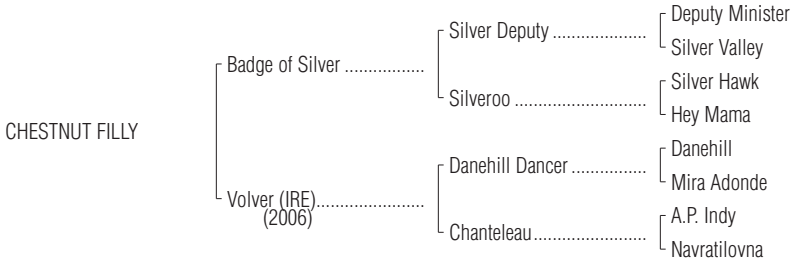 Deputy Minister
Silver Deputy ....................
Silver Valley
Badge of Silver .................
Silver Hawk
Silveroo ............................
Hey Mama
CHESTNUT FILLY
Danehill
Danehill Dancer ................
Mira Adonde
Volver (IRE).......................
(2006)
A.P. Indy
Chanteleau........................
Navratilovna